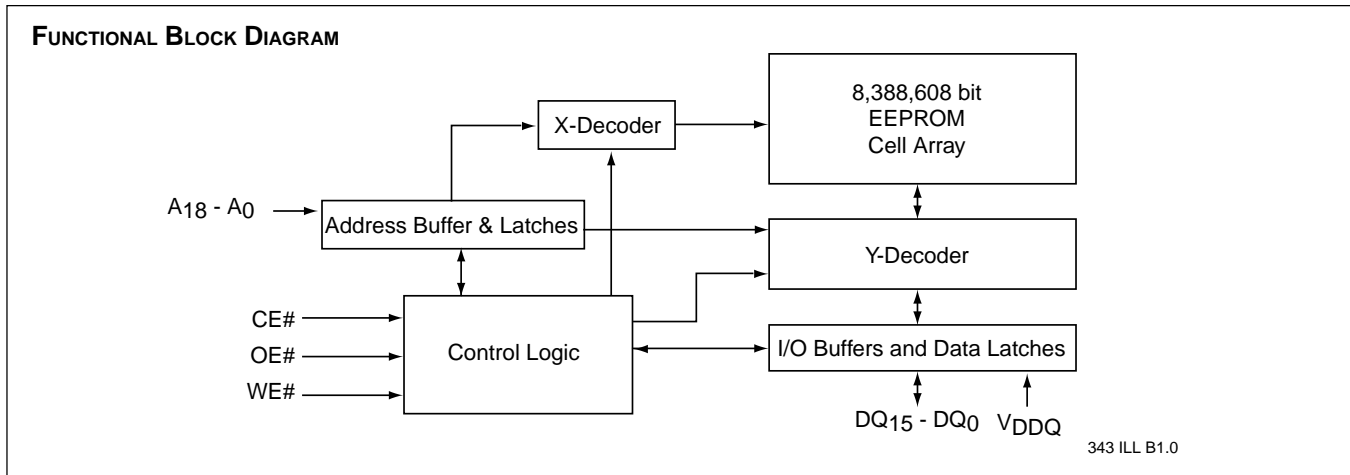 FUNCTIONAL BLOCK DIAGRAM
8,388,608 bit
EEPROM
Cell Array
X-Decoder
A18 - A0
Address Buffer & Latches
Y-Decoder
CE#
OE#
WE#
Control Logic
I/O Buffers and Data Latches
DQ15 - DQ0
VDDQ
343 ILL B1.0